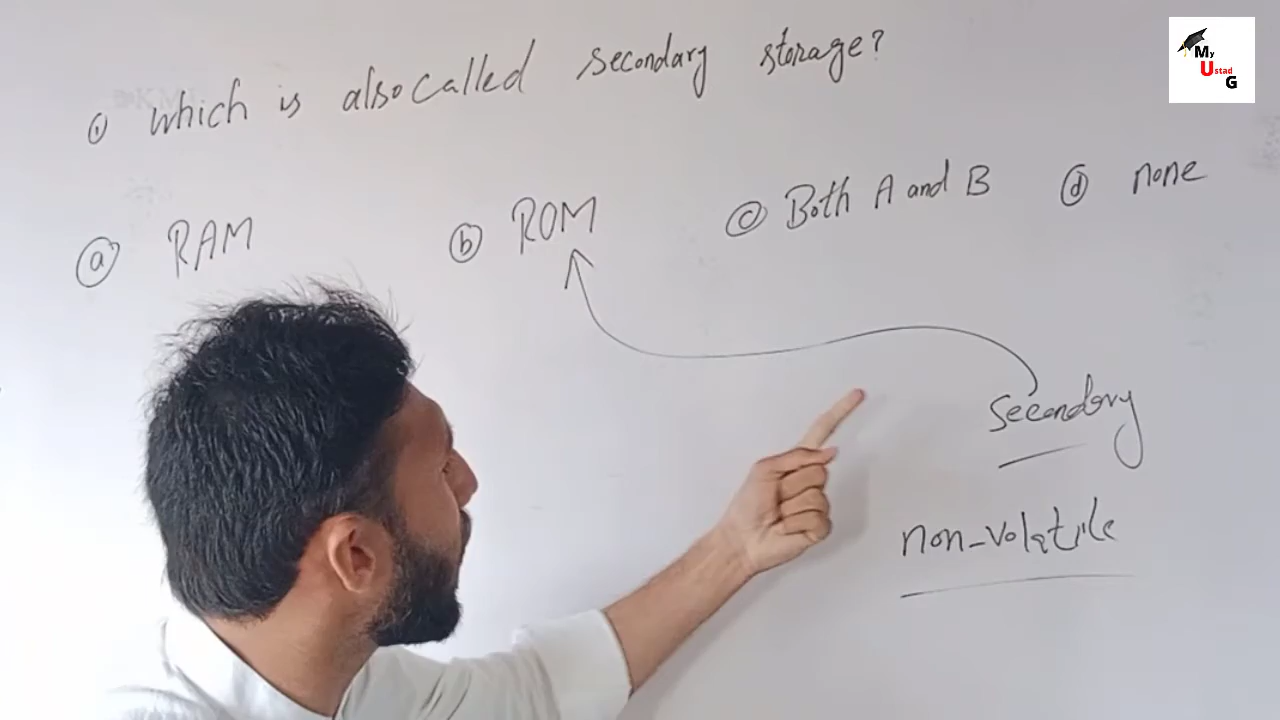 ① which is also called secondary storage?
ⓐ RAM ⓑ ROM ⓒ Both A and B ⓓ none
Secondary
non-volatile
My
Ustad
G